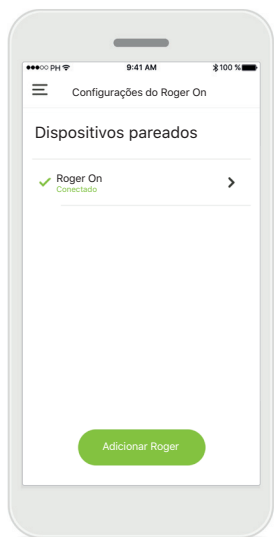 PH 9:41 AM 100 %
Configurações do Roger On
Dispositivos pareados
Roger On
Conectado
Adicionar Roger